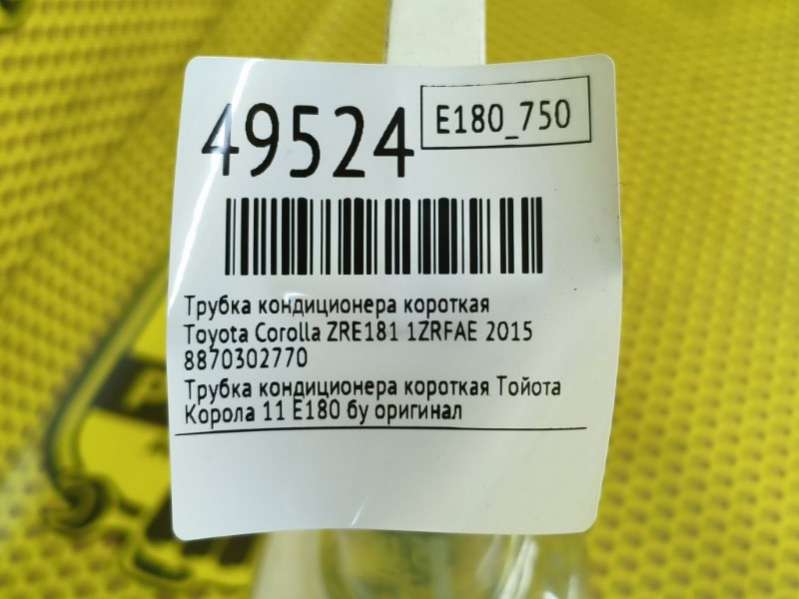 49524
E180_750
Трубка кондиционера короткая
Toyota Corolla ZRE181 1ZRFAE 2015
8870302770
Трубка кондиционера короткая Тойота
Корола 11 Е180 бу оригинал